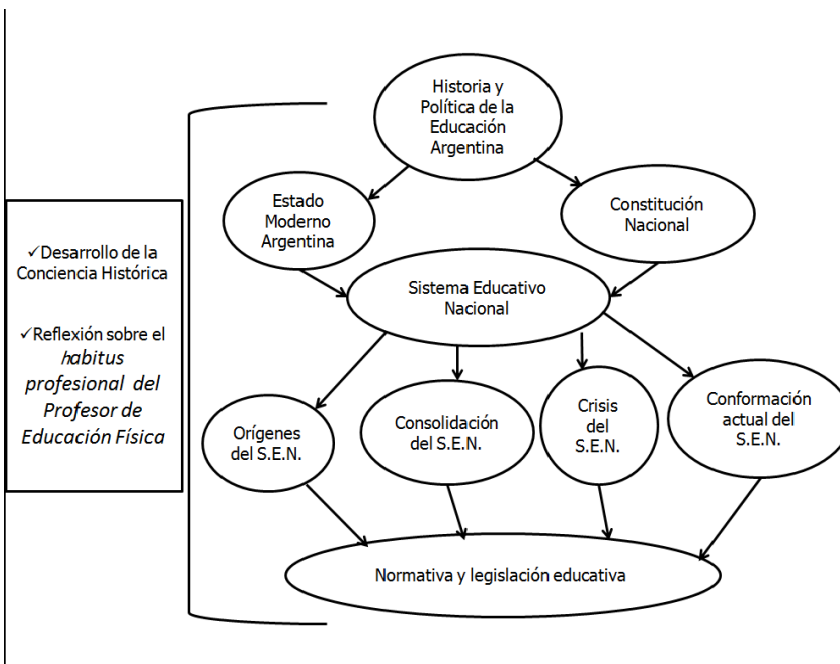 Historia y
Política de la
Educación
Argentina
Estado
Moderno
Argentina
Constitución
Nacional
✓Desarrollo de la
Conciencia Histórica
✓Reflexión sobre el
habitus
profesional del
Profesor de
Educación Física
Sistema Educativo
Nacional
Orígenes
del S.E.N.
Consolidación
del S.E.N.
Crisis
del
S.E.N.
Conformación
actual del
S.E.N.
Normativa y legislación educativa